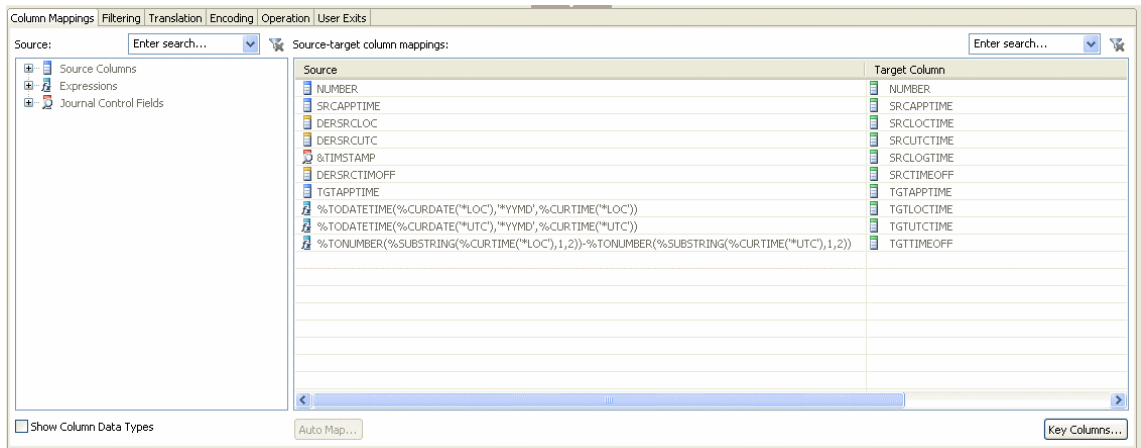 Column Mappings Filtering Translation Encoding Operation User Exits
Source: Enter search... Source-target column mappings: Enter search...
Source Columns
Expressions
Journal Control Fields
Source Target Column
NUMBER NUMBER
SRCAPPTIME SRCAPPTIME
DERSRCLOC SRCLOCTIME
DERSRCUTC SRCUTCTIME
&TIMSTAMP SRCLOGTIME
DERSRCTIMOFF SRCTIMEOFF
TGTAPPTIME TGTAPPTIME
%TODATETIME(%CURDATE('*LOC'),'*YYMD',%CURTIME('*LOC')) TGTLOCTIME
%TODATETIME(%CURDATE('*UTC'),'*YYMD',%CURTIME('*UTC')) TGTUTCTIME
%TONUMBER(%SUBSTRING(%CURTIME('*LOC'),1,2))-%TONUMBER(%SUBSTRING(%CURTIME('*UTC'),1,2)) TGTTIMEOFF
Show Column Data Types Auto Map... Key Columns...